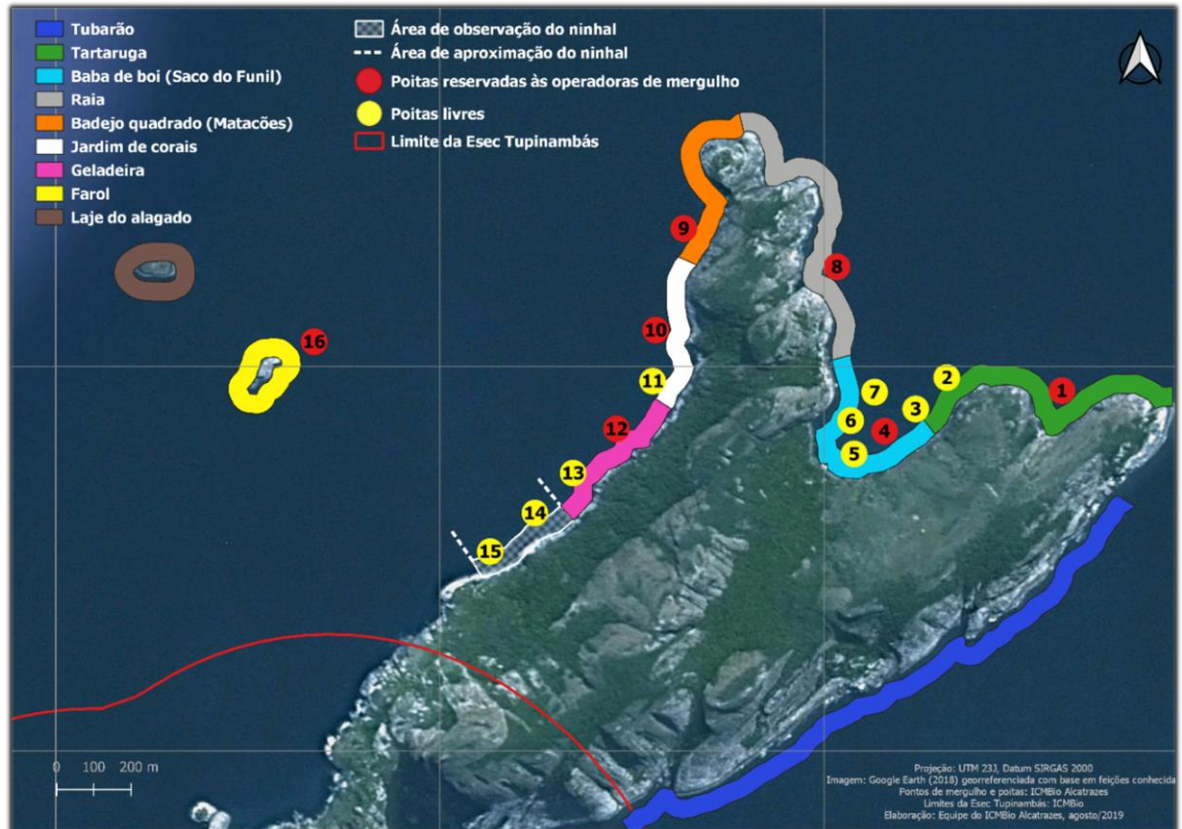 Tubarão
Tartaruga
Baba de boi (Saco do Funil)
Raia
Badejo quadrado (Matacões)
Jardim de corais
Geladeira
Farol
Laje do alagado
Área de observação do ninhal
Área de aproximação do ninhal
Poitas reservadas às operadoras de mergulho
Poitas livres
Limite da Esec Tupinambás
9
8
16
10
11
2
1
7
3
12
6
4
5
13
14
15
0 100 200 m
Projeção: UTM 23J, Datum SIRGAS 2000
Imagem: Google Earth (2018) georreferenciada com base em feições conhecida
Pontos de mergulho e poitas: ICMBio Alcatrazes
Limites da Esec Tupinambás: ICMBio
Elaboração: Equipe do ICMBio Alcatrazes, agosto/2019